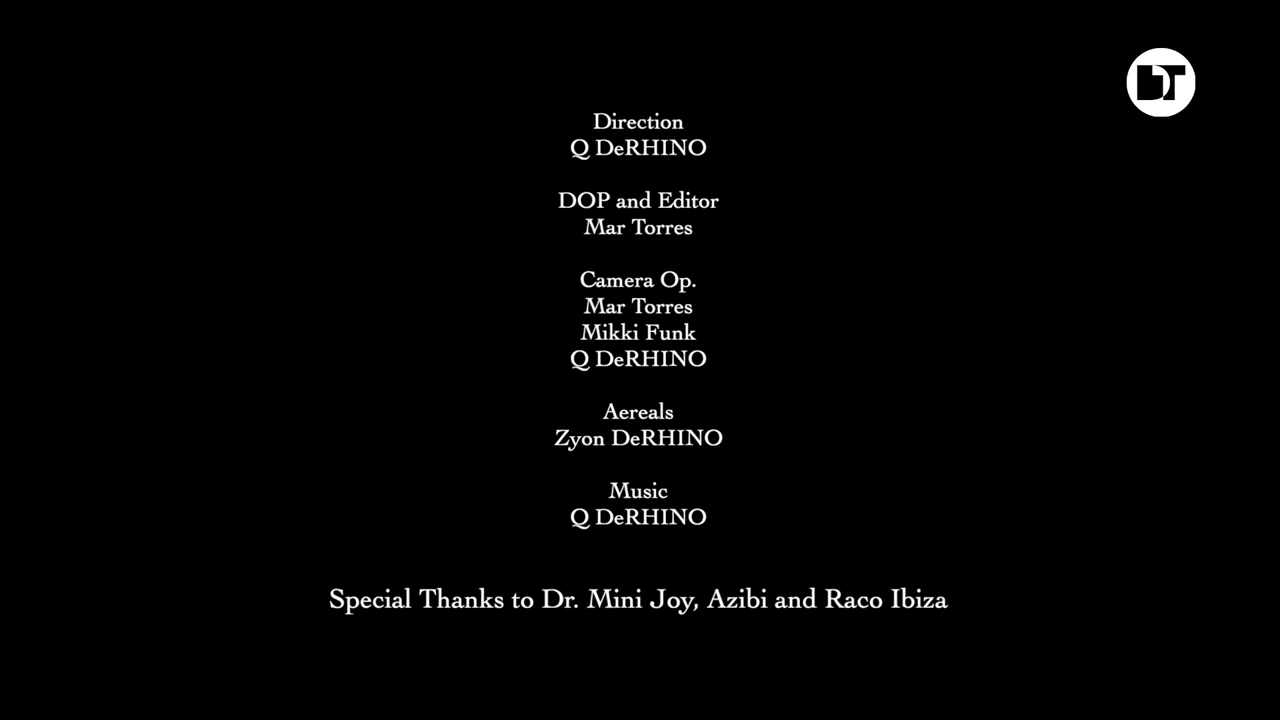 DT
Direction
Q DeRHINO
DOP and Editor
Mar Torres
Camera Op.
Mar Torres
Mikki Funk
Q DeRHINO
Aereals
Zyon DeRHINO
Music
Q DeRHINO
Special Thanks to Dr. Mini Joy, Azibi and Raco Ibiza